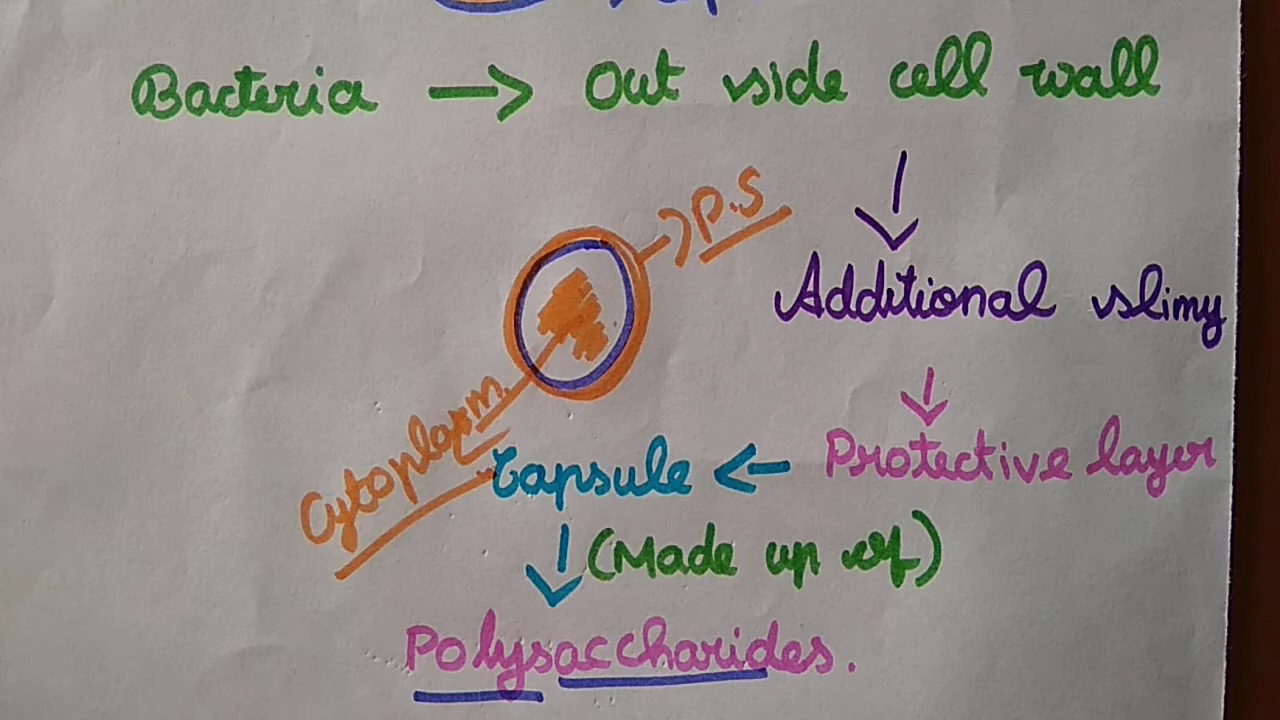 Bacteria → Out side cell wall
↓
P.S
Additional slimy
↓
Cytoplasm.
Capsule ← Protective layer
↓ (Made up of)
Polysaccharides.